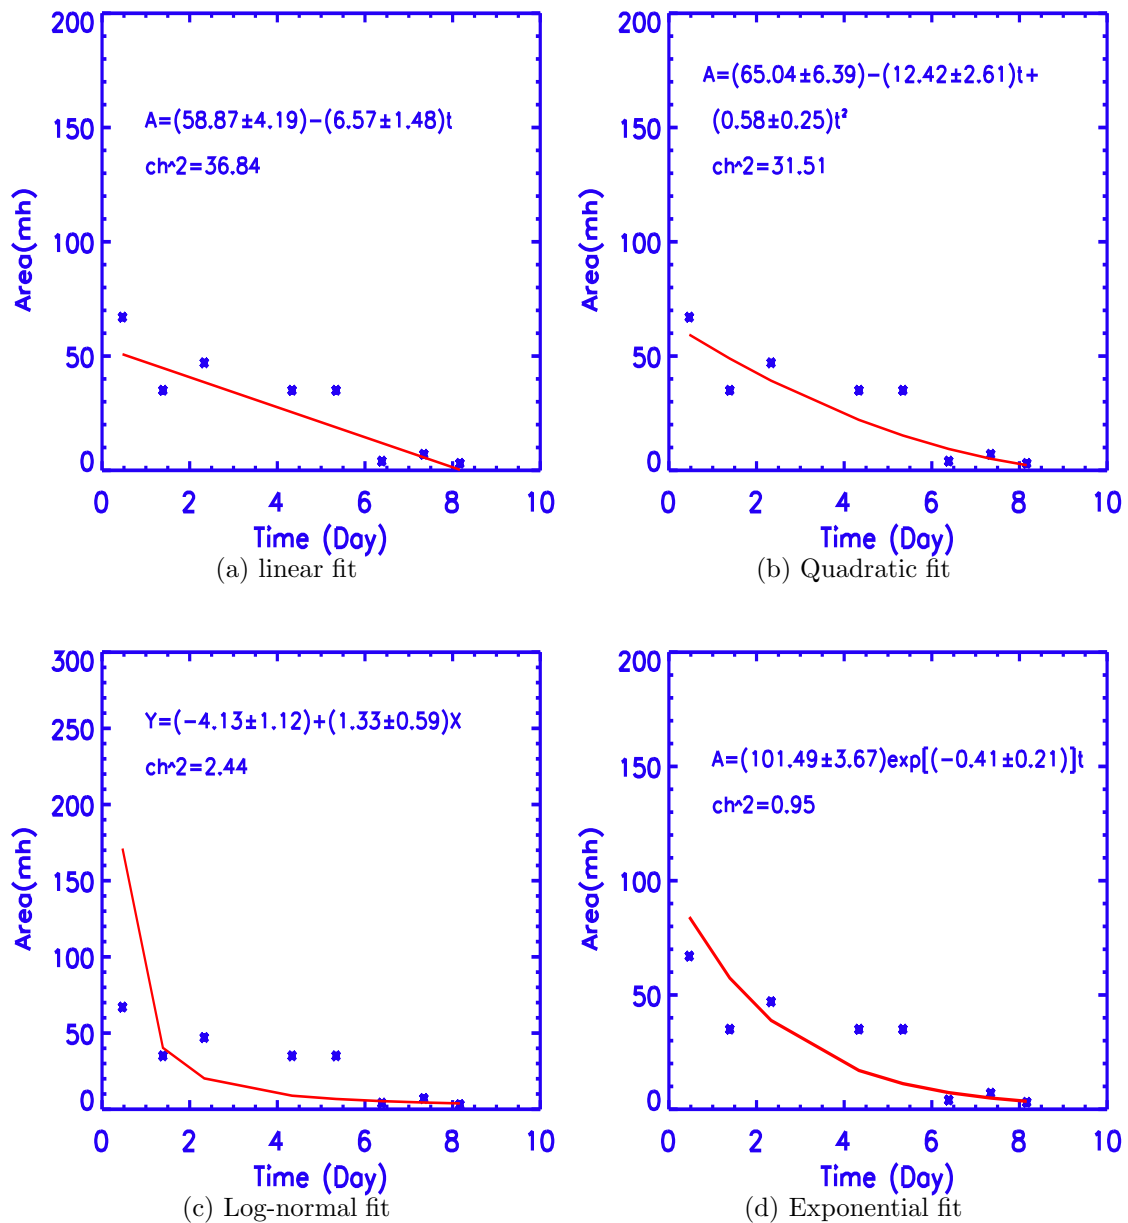 200
150
100
50
0
A=(58.87±4.19)−(6.57±1.48)t
ch^2=36.84
Area(mh)
0 2 4 6 8 10
Time (Day)
(a) linear fit
200
150
100
50
0
A=(65.04±6.39)−(12.42±2.61)t+
(0.58±0.25)t²
ch^2=31.51
Area(mh)
0 2 4 6 8 10
Time (Day)
(b) Quadratic fit
300
250
200
150
100
50
0
Y=(−4.13±1.12)+(1.33±0.59)X
ch^2=2.44
Area(mh)
0 2 4 6 8 10
Time (Day)
(c) Log-normal fit
200
150
100
50
0
A=(101.49±3.67)exp[(−0.41±0.21)]t
ch^2=0.95
Area(mh)
0 2 4 6 8 10
Time (Day)
(d) Exponential fit